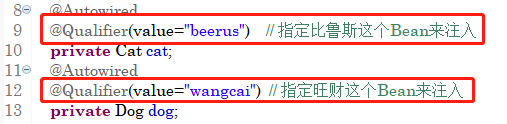 8 @Autowired
9 @Qualifier(value="beerus") // 指定比鲁斯这个Bean来注入
10 private Cat cat;
11 @Autowired
12 @Qualifier(value="wangcai") // 指定旺财这个Bean来注入
13 private Dog dog;